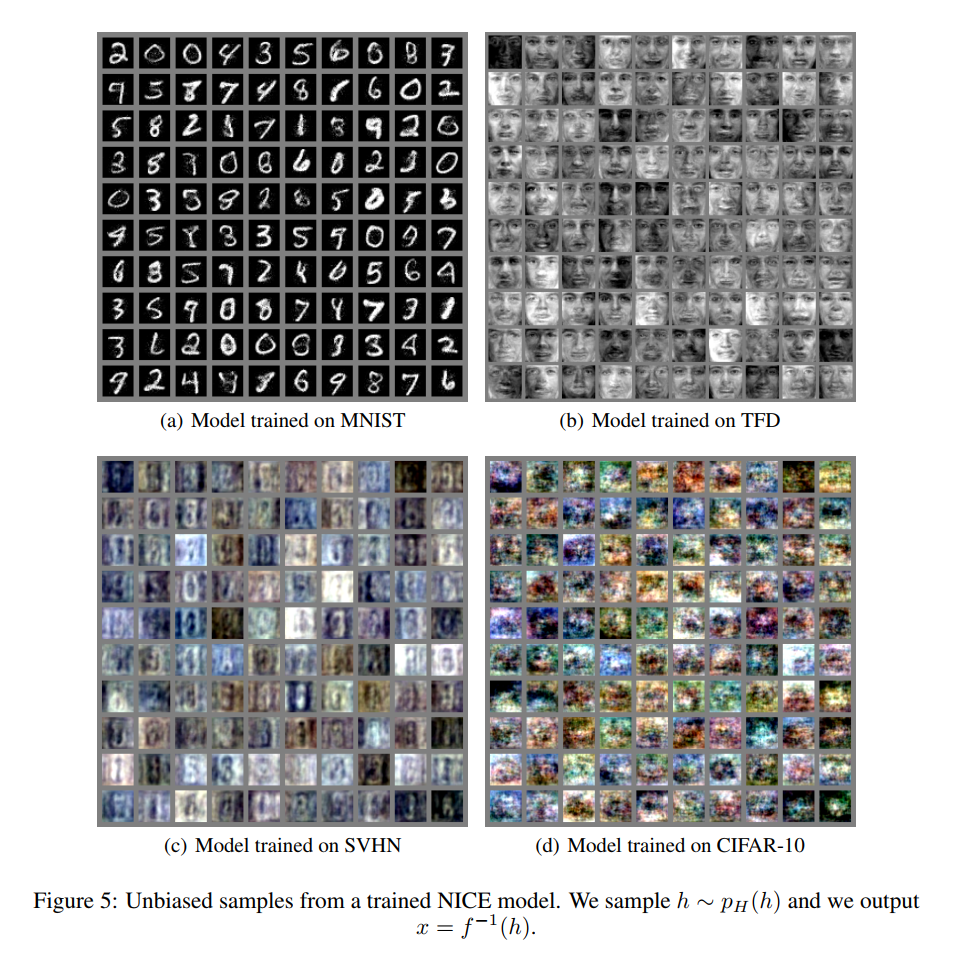 (a) Model trained on MNIST
(b) Model trained on TFD
(c) Model trained on SVHN
(d) Model trained on CIFAR-10
Figure 5: Unbiased samples from a trained NICE model. We sample h ∼ p_H(h) and we output
x = f⁻¹(h).